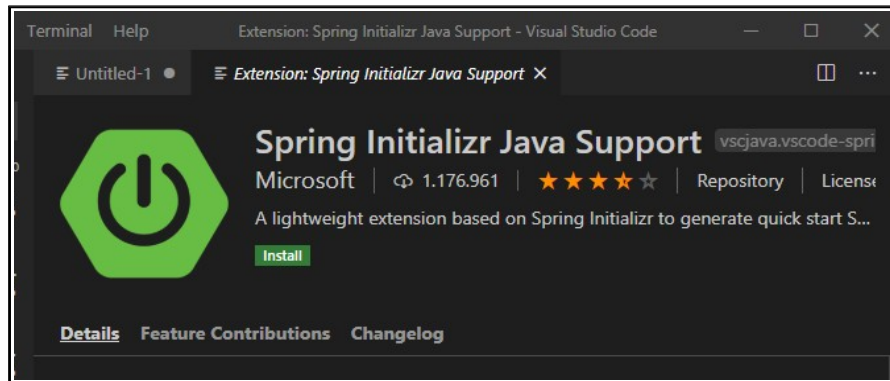 Terminal Help Extension: Spring Initializr Java Support - Visual Studio Code
Untitled-1 Extension: Spring Initializr Java Support
Spring Initializr Java Support vscjava.vscode-spri
Microsoft 1.176.961 Repository License
A lightweight extension based on Spring Initializr to generate quick start S...
Install
Details Feature Contributions Changelog